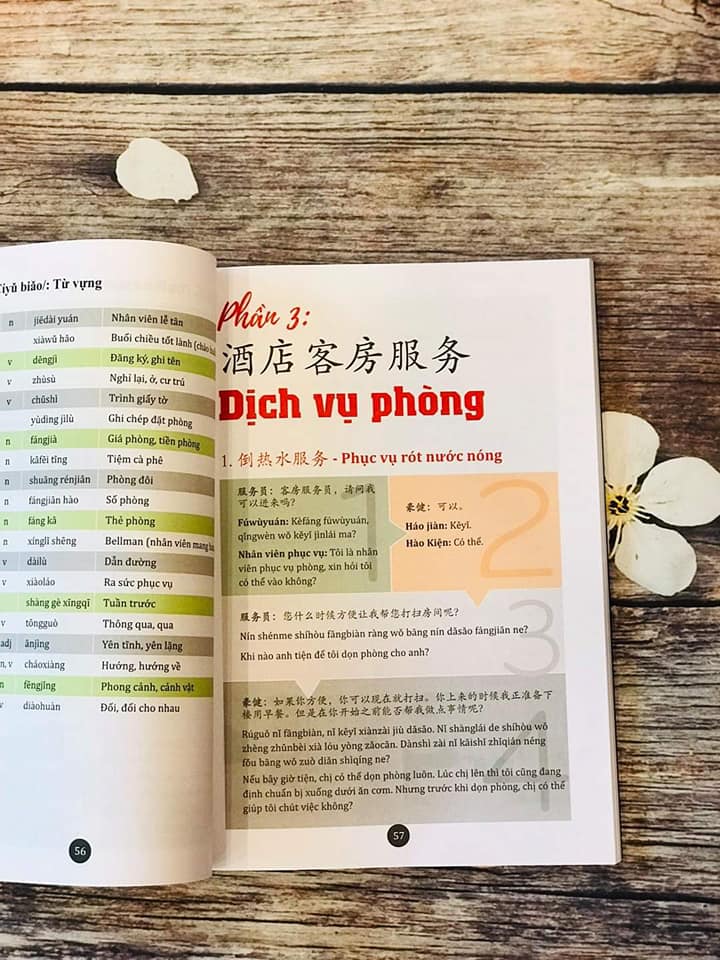 Từ vựng
n jiēdài yuán Nhân viên lễ tân
xiàwǔ hǎo Buổi chiều tốt lành
v dēngjì Đăng ký, ghi tên
v zhùsù Nghỉ lại, ở, cư trú
v chūshì Trình giấy tờ
yùdìng jìlù Ghi chép đặt phòng
n fángjià Giá phòng, tiền phòng
n kāfēi tīng Tiệm cà phê
n shuāng rénjiān Phòng đôi
n fángjiān hào Số phòng
n fáng kǎ Thẻ phòng
n xínglǐ shēng Bellman (nhân viên mang
v dàilù Dẫn đường
v xiàoláo Ra sức phục vụ
shàng gè xīngqī Tuần trước
v tōngguò Thông qua, qua
adj ānjìng Yên tĩnh, yên lặng
n, v cháoxiàng Hướng, hướng về
n fēngjǐng Phong cảnh, cảnh vật
v diàohuàn Đổi, đổi cho nhau
56
Phần 3:
酒店客房服务
Dịch vụ phòng
1. 倒热水服务 - Phục vụ rót nước nóng
1
服务员：客房服务员，请问我
可以进来吗?
Fúwùyuán: Kèfáng fúwùyuán,
qǐngwèn wǒ kěyǐ jìnlái ma?
Nhân viên phục vụ: Tôi là nhân
viên phục vụ phòng, xin hỏi tôi
có thể vào không?
2
豪健：可以。
Háo jiàn: Kěyǐ.
Hào Kiện: Có thể.
3
服务员：您什么时候方便让我帮您打扫房间呢?
Nín shénme shíhòu fāngbiàn ràng wǒ bāng nín dǎsǎo fángjiān ne?
Khi nào anh tiện để tôi dọn phòng cho anh?
4
豪健：如果你方便，你可以现在就打扫。你上来的时候我正准备下
楼用早餐。但是在你开始之前能否帮我做点事情呢?
Rúguǒ nǐ fāngbiàn, nǐ kěyǐ xiànzài jiù dǎsǎo. Nǐ shànglái de shíhòu wǒ
zhèng zhǔnbèi xià lóu yòng zǎocān. Dànshì zài nǐ kāishǐ zhīqián néng
fǒu bāng wǒ zuò diǎn shìqíng ne?
Nếu bây giờ tiện, chị có thể dọn phòng luôn. Lúc chị lên thì tôi cũng đang
định chuẩn bị xuống dưới ăn cơm. Nhưng trước khi dọn phòng, chị có thể
giúp tôi chút việc không?
57